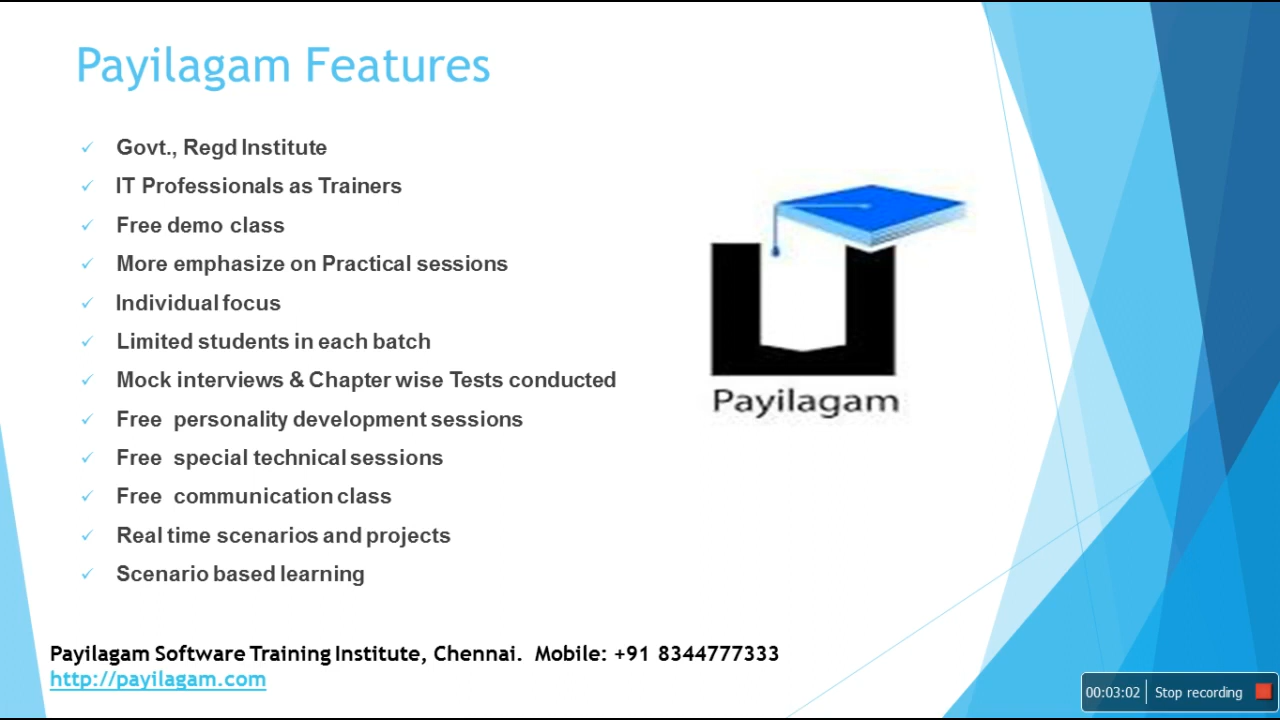 Payilagam Features
Govt., Regd Institute
IT Professionals as Trainers
Free demo class
More emphasize on Practical sessions
Individual focus
Limited students in each batch
Mock interviews & Chapter wise Tests conducted
Free personality development sessions
Free special technical sessions
Free communication class
Real time scenarios and projects
Scenario based learning
Payilagam
Payilagam Software Training Institute, Chennai. Mobile: +91 8344777333
http://payilagam.com
00:03:02 Stop recording